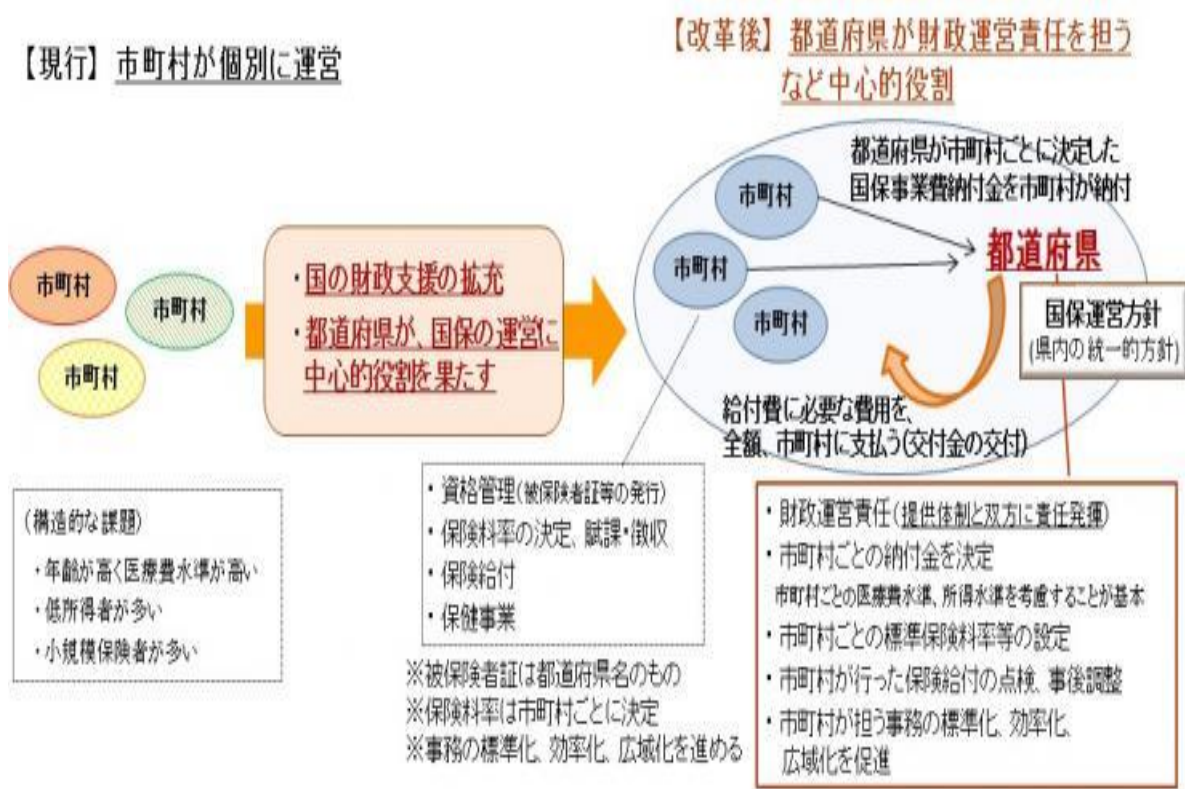 【現行】市町村が個別に運営
【改革後】都道府県が財政運営責任を担う
など中心的役割
市町村
市町村
市町村
・国の財政支援の拡充
・都道府県が、国保の運営に
中心的役割を果たす
都道府県が市町村ごとに決定した
国保事業費納付金を市町村が納付
市町村
市町村
市町村
都道府県
国保運営方針
(県内の統一的方針)
給付費に必要な費用を、
全額、市町村に支払う(交付金の交付)
(構造的な課題)
・年齢が高く医療費水準が高い
・低所得者が多い
・小規模保険者が多い
・資格管理(被保険者証等の発行)
・保険料率の決定、賦課・徴収
・保険給付
・保健事業
※被保険者証は都道府県名のもの
※保険料率は市町村ごとに決定
※事務の標準化、効率化、広域化を進める
・財政運営責任(提供体制と双方に責任発揮)
・市町村ごとの納付金を決定
市町村ごとの医療費水準、所得水準を考慮することが基本
・市町村ごとの標準保険料率等の設定
・市町村が行った保険給付の点検、事後調整
・市町村が担う事務の標準化、効率化、
広域化を促進